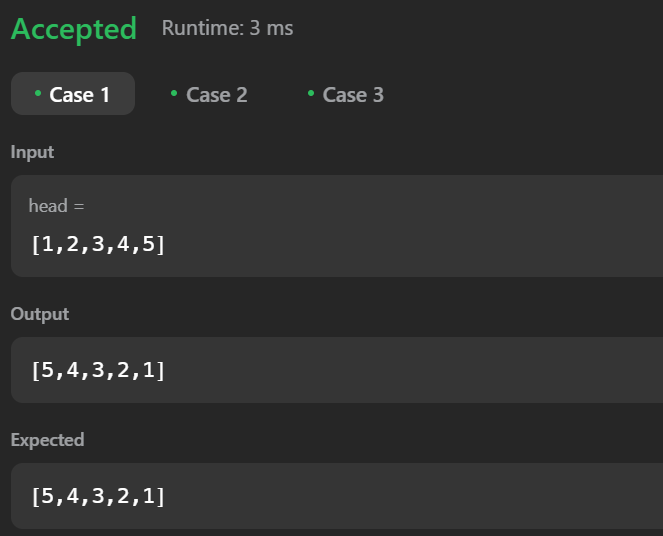 Accepted Runtime: 3 ms
Case 1 Case 2 Case 3
Input
head =
[1,2,3,4,5]
Output
[5,4,3,2,1]
Expected
[5,4,3,2,1]